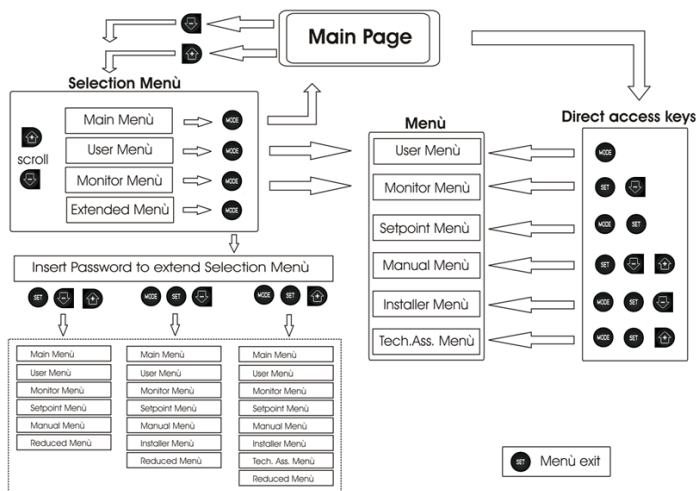 Main Page
Selection Menù
Main Menù MODE
User Menù MODE
scroll
Monitor Menù MODE
Extended Menù MODE
Insert Password to extend Selection Menù
SET - +
MODE SET -
MODE SET +
Main Menù
User Menù
Monitor Menù
Setpoint Menù
Manual Menù
Reduced Menù
Main Menù
User Menù
Monitor Menù
Setpoint Menù
Manual Menù
Installer Menù
Reduced Menù
Main Menù
User Menù
Monitor Menù
Setpoint Menù
Manual Menù
Installer Menù
Tech. Ass. Menù
Reduced Menù
Menù
User Menù
Monitor Menù
Setpoint Menù
Manual Menù
Installer Menù
Tech.Ass. Menù
Direct access keys
MODE
SET -
MODE SET
SET - +
MODE SET -
MODE SET +
SET Menù exit